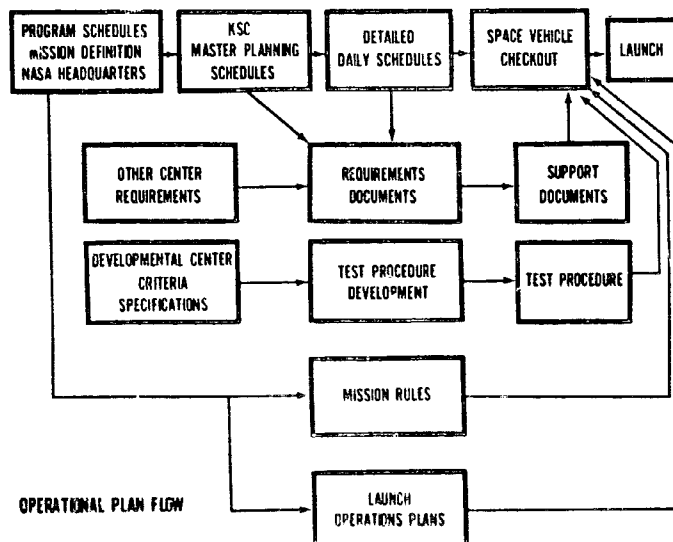 PROGRAM SCHEDULES
mISSION DEFINITION
NASA HEADQUARTERS
KSC
MASTER PLANNING
SCHEDULES
DETAILED
DAILY SCHEDULES
SPACE VEHICLE
CHECKOUT
LAUNCH
OTHER CENTER
REQUIREMENTS
REQUIREMENTS
DOCUMENTS
SUPPORT
DOCUMENTS
DEVELOPMENTAL CENTER
CRITERIA
SPECIFICATIONS
TEST PROCEDURE
DEVELOPMENT
TEST PROCEDURE
MISSION RULES
OPERATIONAL PLAN FLOW
LAUNCH
OPERATIONS PLANS